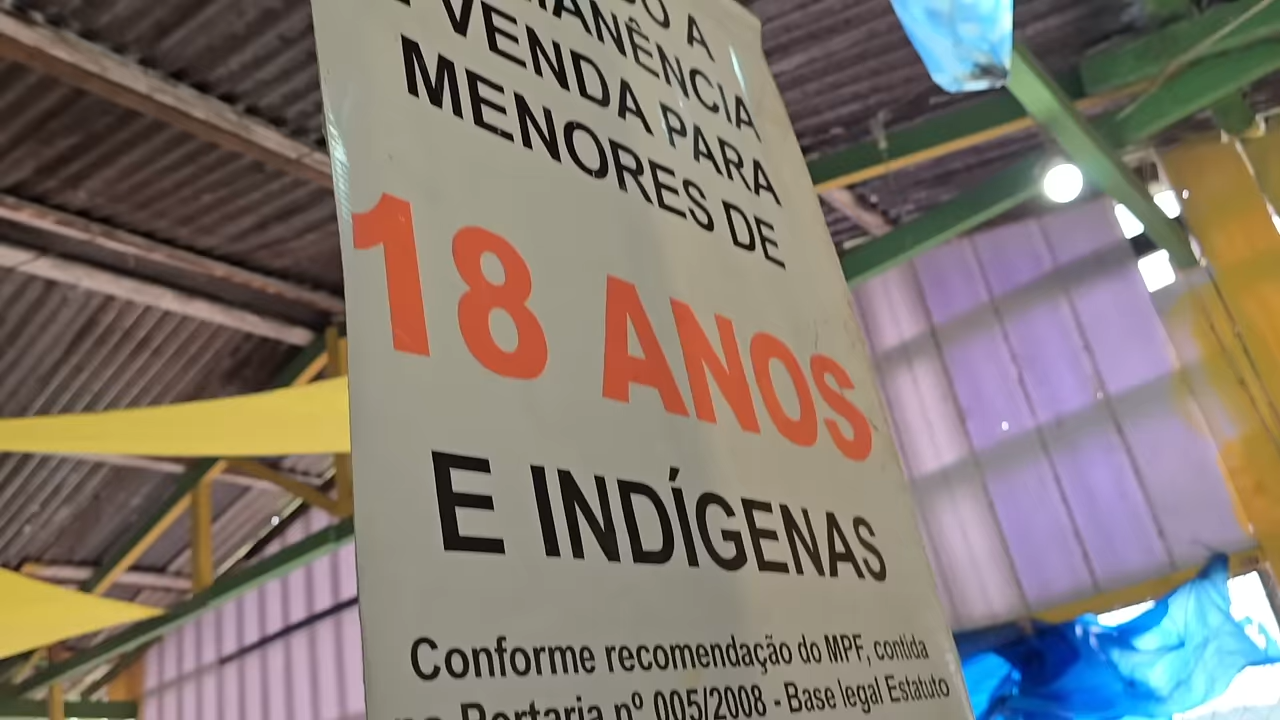 A
VENDA PARA
MENORES DE
18 ANOS
E INDÍGENAS
Conforme recomendação do MPF, contida
Portaria nº 005/2008 - Base legal Estatuto